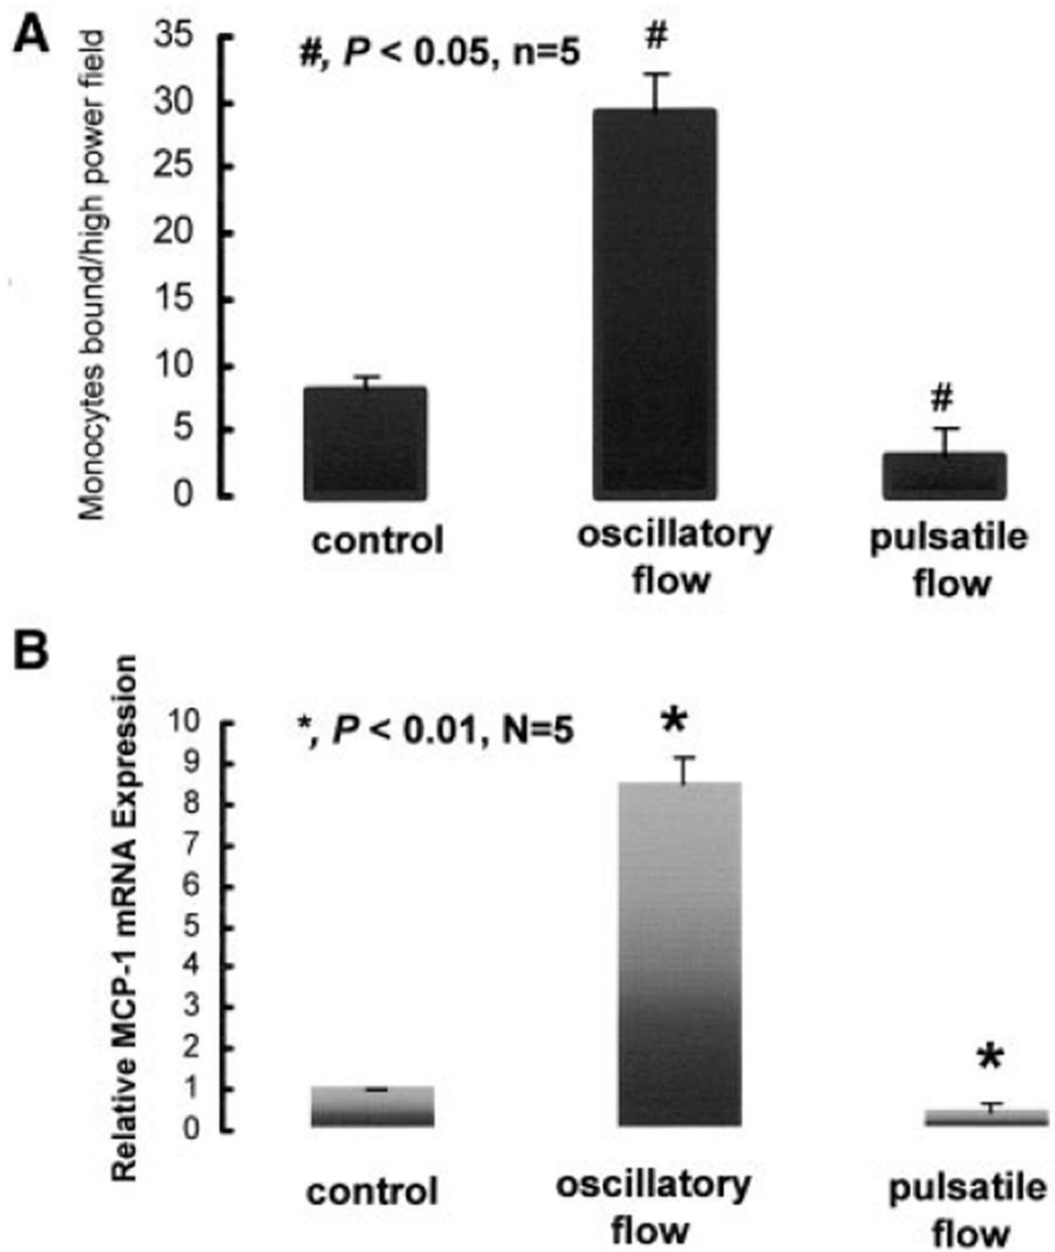 A
Monocytes bound/high power field
35
30
25
20
15
10
5
0
#, P < 0.05, n=5
#
#
control
oscillatory
flow
pulsatile
flow
B
Relative MCP-1 mRNA Expression
10
9
8
7
6
5
4
3
2
1
0
*, P < 0.01, N=5
*
*
control
oscillatory
flow
pulsatile
flow